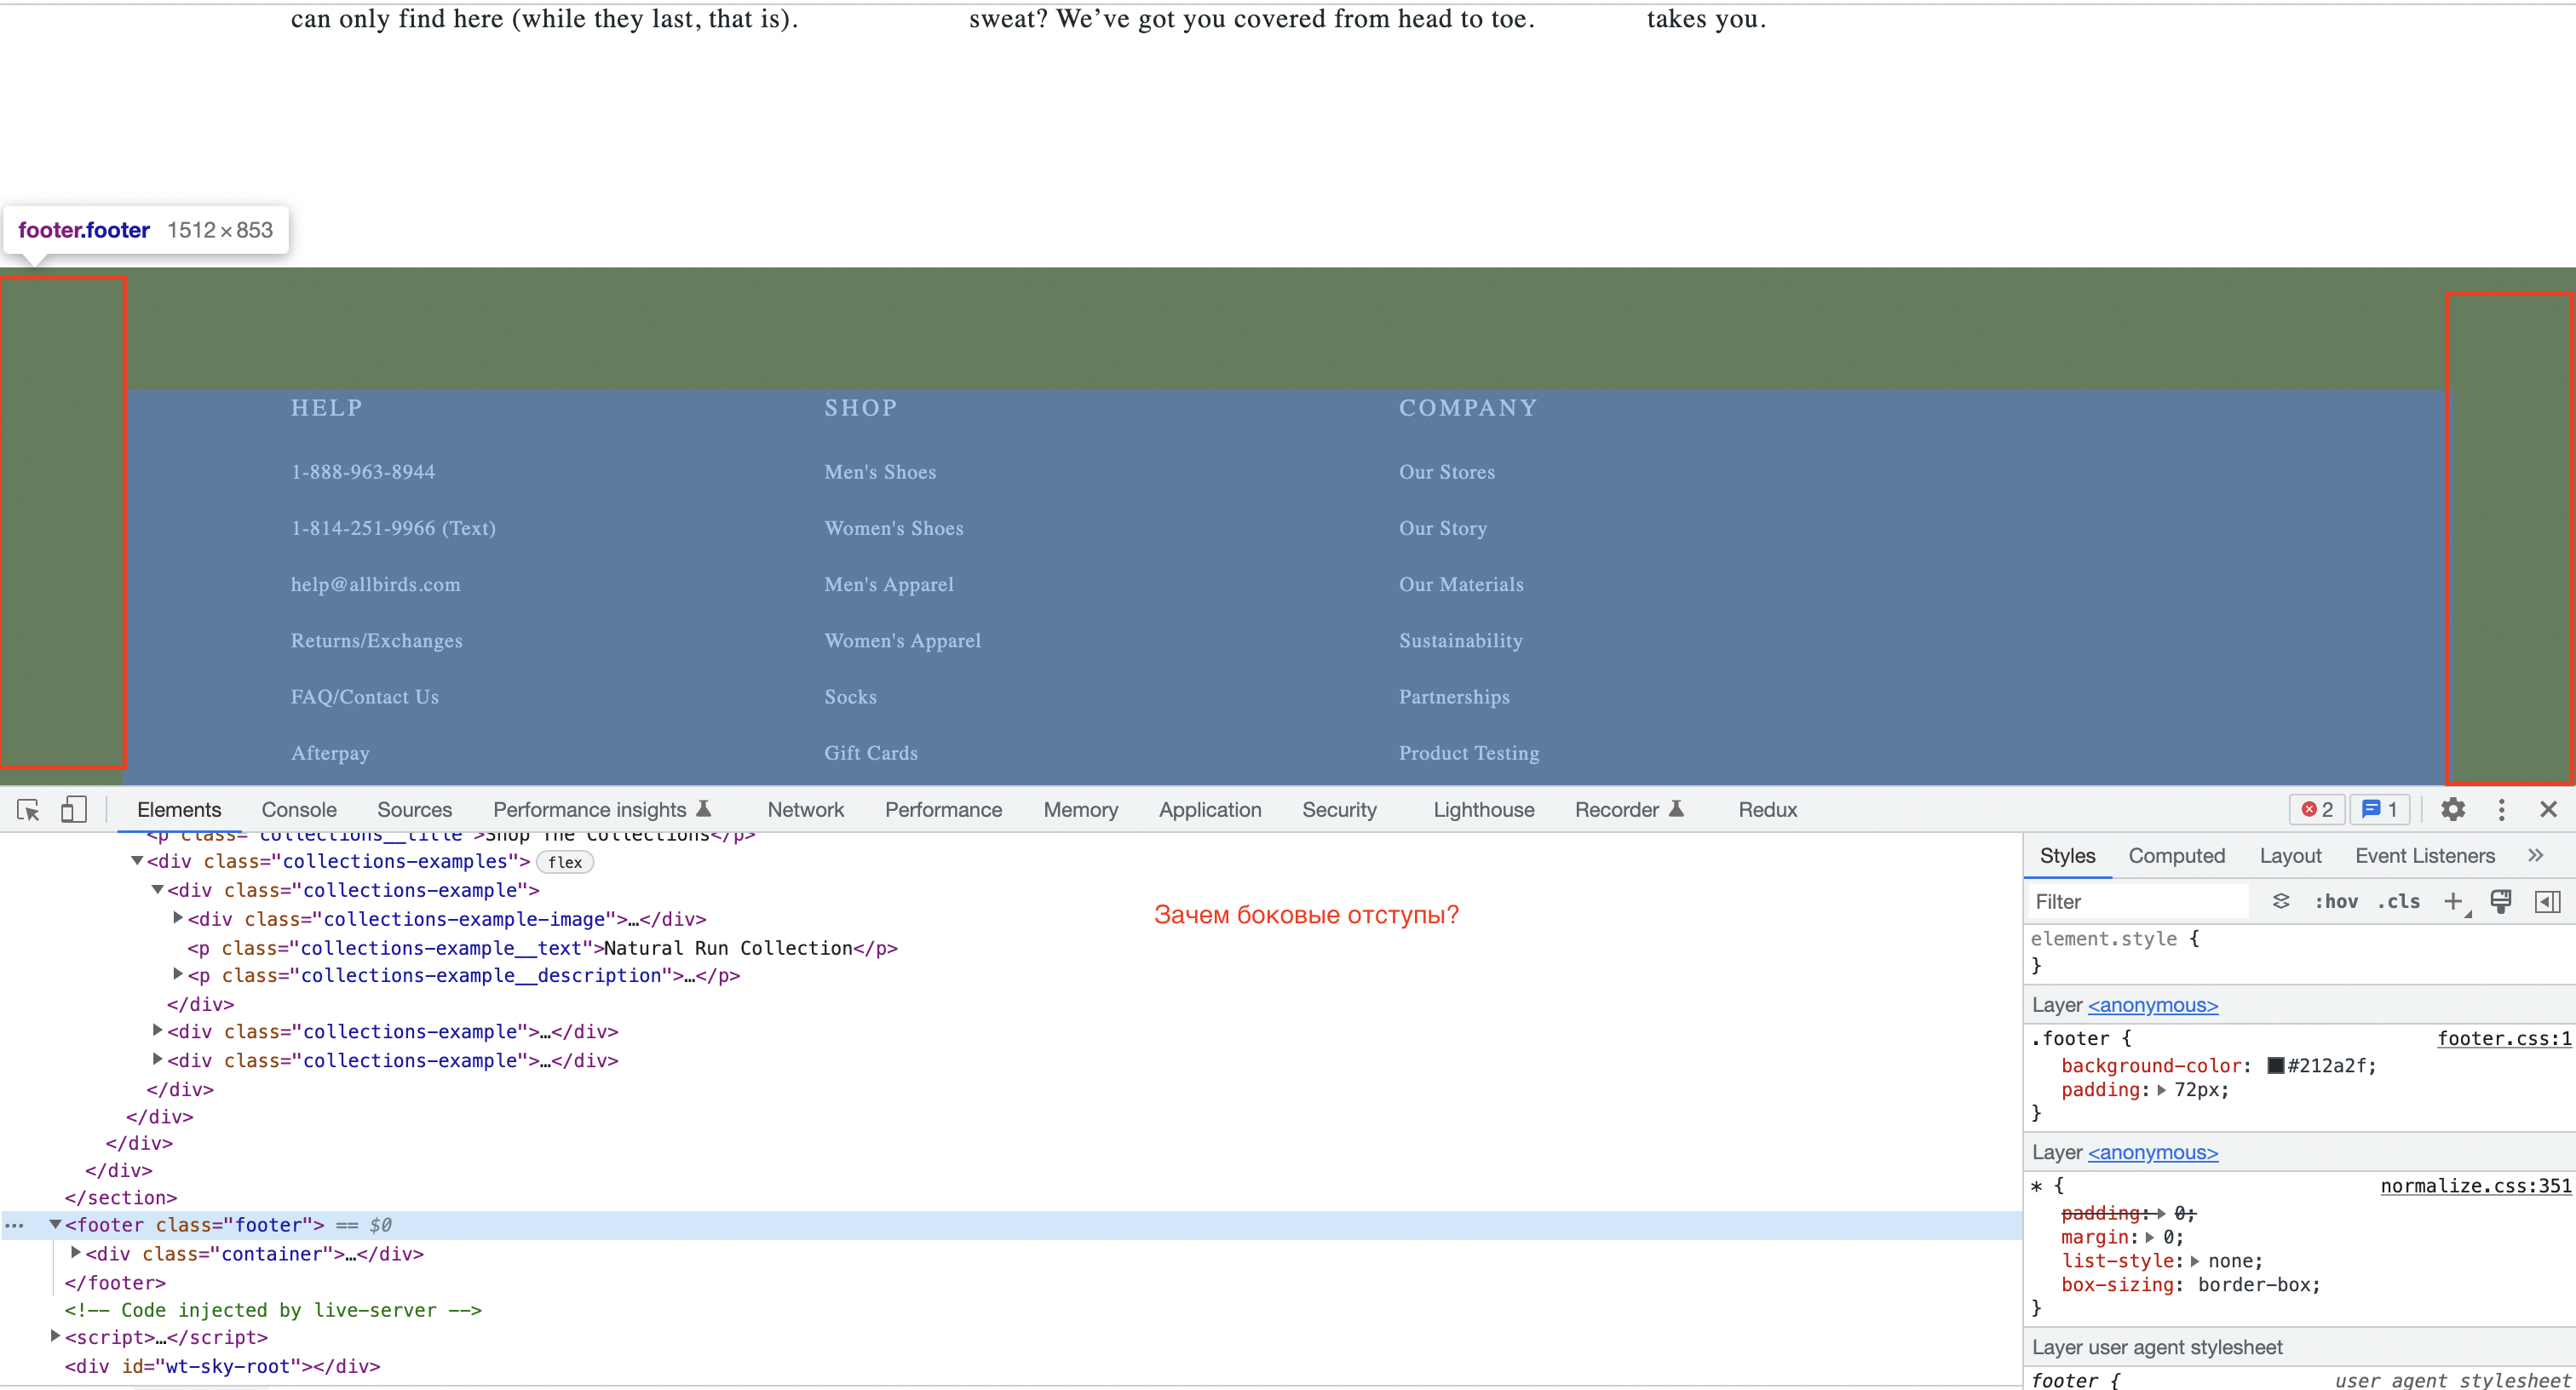 can only find here (while they last, that is).
sweat? We’ve got you covered from head to toe.
takes you.
footer.footer 1512 × 853
HELP
1-888-963-8944
1-814-251-9966 (Text)
help@allbirds.com
Returns/Exchanges
FAQ/Contact Us
Afterpay
SHOP
Men's Shoes
Women's Shoes
Men's Apparel
Women's Apparel
Socks
Gift Cards
COMPANY
Our Stores
Our Story
Our Materials
Sustainability
Partnerships
Product Testing
Elements Console Sources Performance insights Network Performance Memory Application Security Lighthouse Recorder Redux 2 1
<p class="collections__title">Shop The Collections</p>
<div class="collections-examples"> flex
<div class="collections-example">
<div class="collections-example-image">…</div>
<p class="collections-example__text">Natural Run Collection</p>
<p class="collections-example__description">…</p>
</div>
<div class="collections-example">…</div>
<div class="collections-example">…</div>
</div>
</div>
</div>
</div>
</section>
<footer class="footer"> == $0
<div class="container">…</div>
</footer>
<!-- Code injected by live-server -->
<script>…</script>
<div id="wt-sky-root"></div>
Зачем боковые отступы?
Styles Computed Layout Event Listeners »
Filter :hov .cls +
element.style {
}
Layer <anonymous>
.footer { footer.css:1
background-color: #212a2f;
padding: 72px;
}
Layer <anonymous>
* { normalize.css:351
padding: 0;
margin: 0;
list-style: none;
box-sizing: border-box;
}
Layer user agent stylesheet
footer { user agent stylesheet